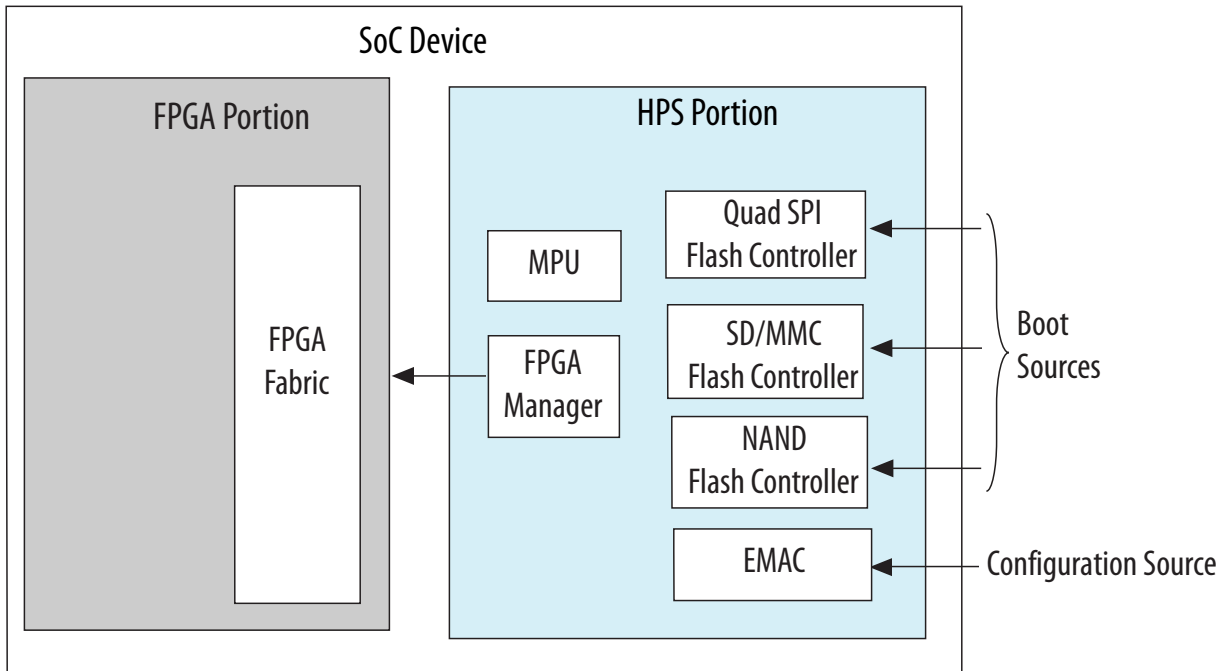 SoC Device
FPGA Portion
FPGA
Fabric
HPS Portion
MPU
FPGA
Manager
Quad SPI
Flash Controller
SD/MMC
Flash Controller
NAND
Flash Controller
EMAC
Boot
Sources
Configuration Source